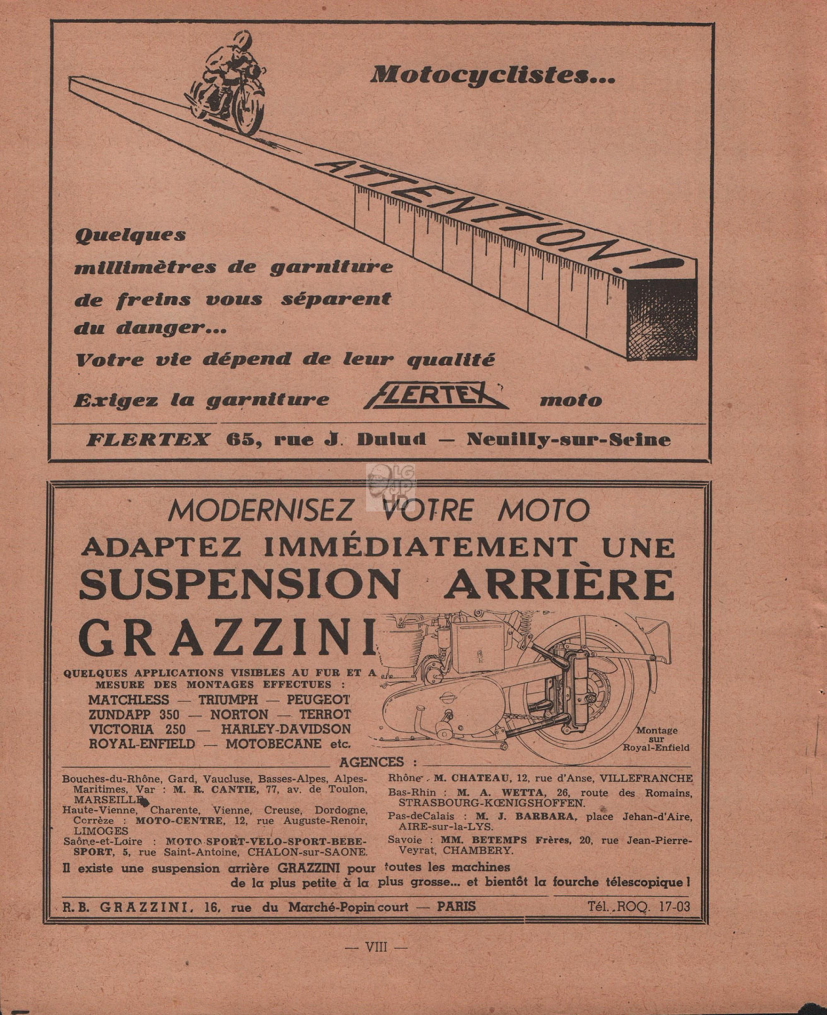 Motocyclistes...
ATTENTION!
Quelques
millimètres de garniture
de freins vous séparent
du danger...
Votre vie dépend de leur qualité
Exigez la garniture FLERTEX moto
FLERTEX 65, rue J. Dulud — Neuilly-sur-Seine
MODERNISEZ VOTRE MOTO
ADAPTEZ IMMÉDIATEMENT UNE
SUSPENSION ARRIÈRE
GRAZZINI
QUELQUES APPLICATIONS VISIBLES AU FUR ET A
MESURE DES MONTAGES EFFECTUES :
MATCHLESS — TRIUMPH — PEUGEOT
ZUNDAPP 350 — NORTON — TERROT
VICTORIA 250 — HARLEY-DAVIDSON
ROYAL-ENFIELD — MOTOBECANE etc.
Montage
sur
Royal-Enfield
AGENCES :
Bouches-du-Rhône, Gard, Vaucluse, Basses-Alpes, Alpes-
Maritimes, Var : M. R. CANTIE, 77, av. de Toulon,
MARSEILLE.
Haute-Vienne, Charente, Vienne, Creuse, Dordogne,
Corrèze : MOTO-CENTRE, 12, rue Auguste-Renoir,
LIMOGES
Saône-et-Loire : MOTO-SPORT-VELO-SPORT-BEBE-
SPORT, 5, rue Saint-Antoine, CHALON-sur-SAONE.
Rhône . M. CHATEAU, 12, rue d'Anse, VILLEFRANCHE
Bas-Rhin : M. A. WETTA, 26, route des Romains,
STRASBOURG-KŒNIGSHOFFEN.
Pas-deCalais : M. J. BARBARA, place Jehan-d'Aire,
AIRE-sur-la-LYS.
Savoie : MM. BETEMPS Frères, 20, rue Jean-Pierre-
Veyrat, CHAMBERY.
Il existe une suspension arrière GRAZZINI pour toutes les machines
de la plus petite à la plus grosse... et bientôt la fourche télescopique !
R. B. GRAZZINI, 16, rue du Marché-Popincourt — PARIS Tél. ROQ. 17-03
— VIII —